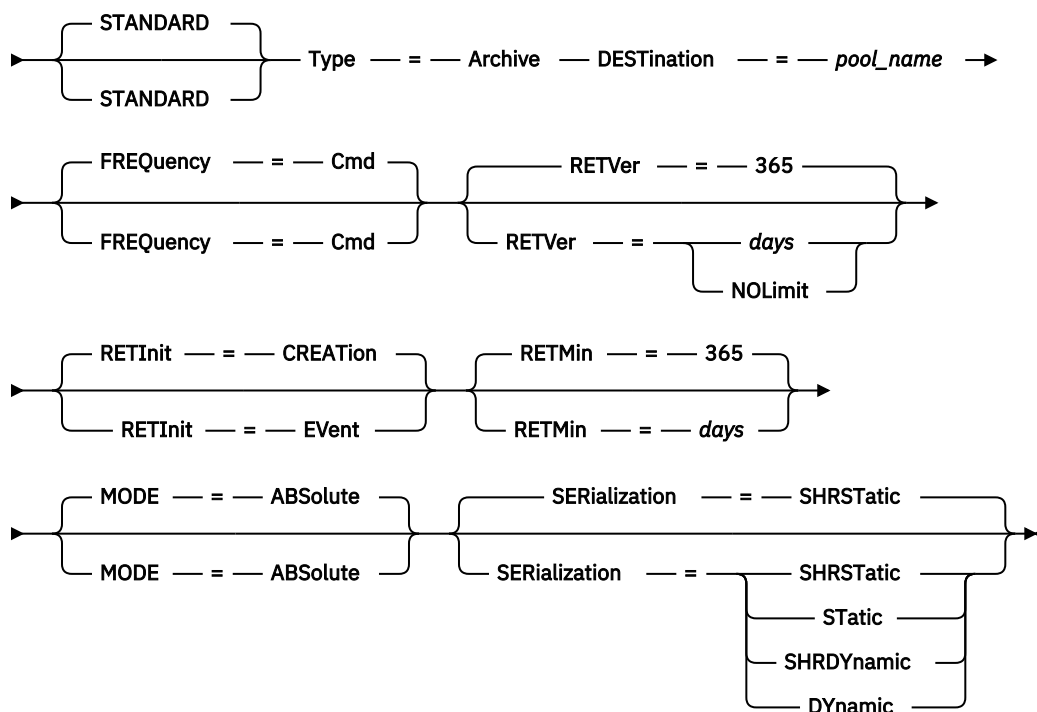 STANDARD
Type = Archive DESTination = pool_name
STANDARD
FREQuency = Cmd
RETVer = 365
FREQuency = Cmd
RETVer = days
NOLimit
RETInit = CREATion
RETMin = 365
RETInit = EVent
RETMin = days
MODE = ABSolute
SERialization = SHRSTatic
MODE = ABSolute
SERialization = SHRSTatic
STatic
SHRDYnamic
DYnamic